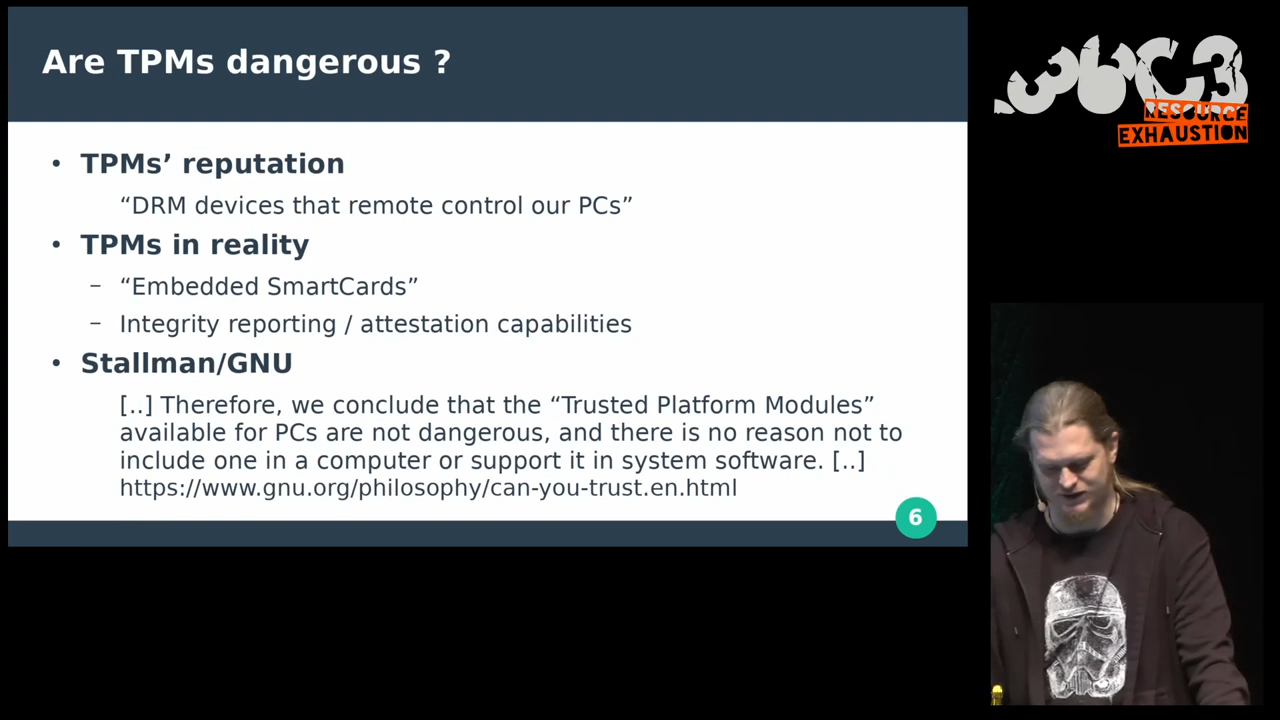 Are TPMs dangerous ?
• TPMs’ reputation
“DRM devices that remote control our PCs”
• TPMs in reality
– “Embedded SmartCards”
– Integrity reporting / attestation capabilities
• Stallman/GNU
[..] Therefore, we conclude that the “Trusted Platform Modules”
available for PCs are not dangerous, and there is no reason not to
include one in a computer or support it in system software. [..]
https://www.gnu.org/philosophy/can-you-trust.en.html
6
36C3
RESOURCE
EXHAUSTION